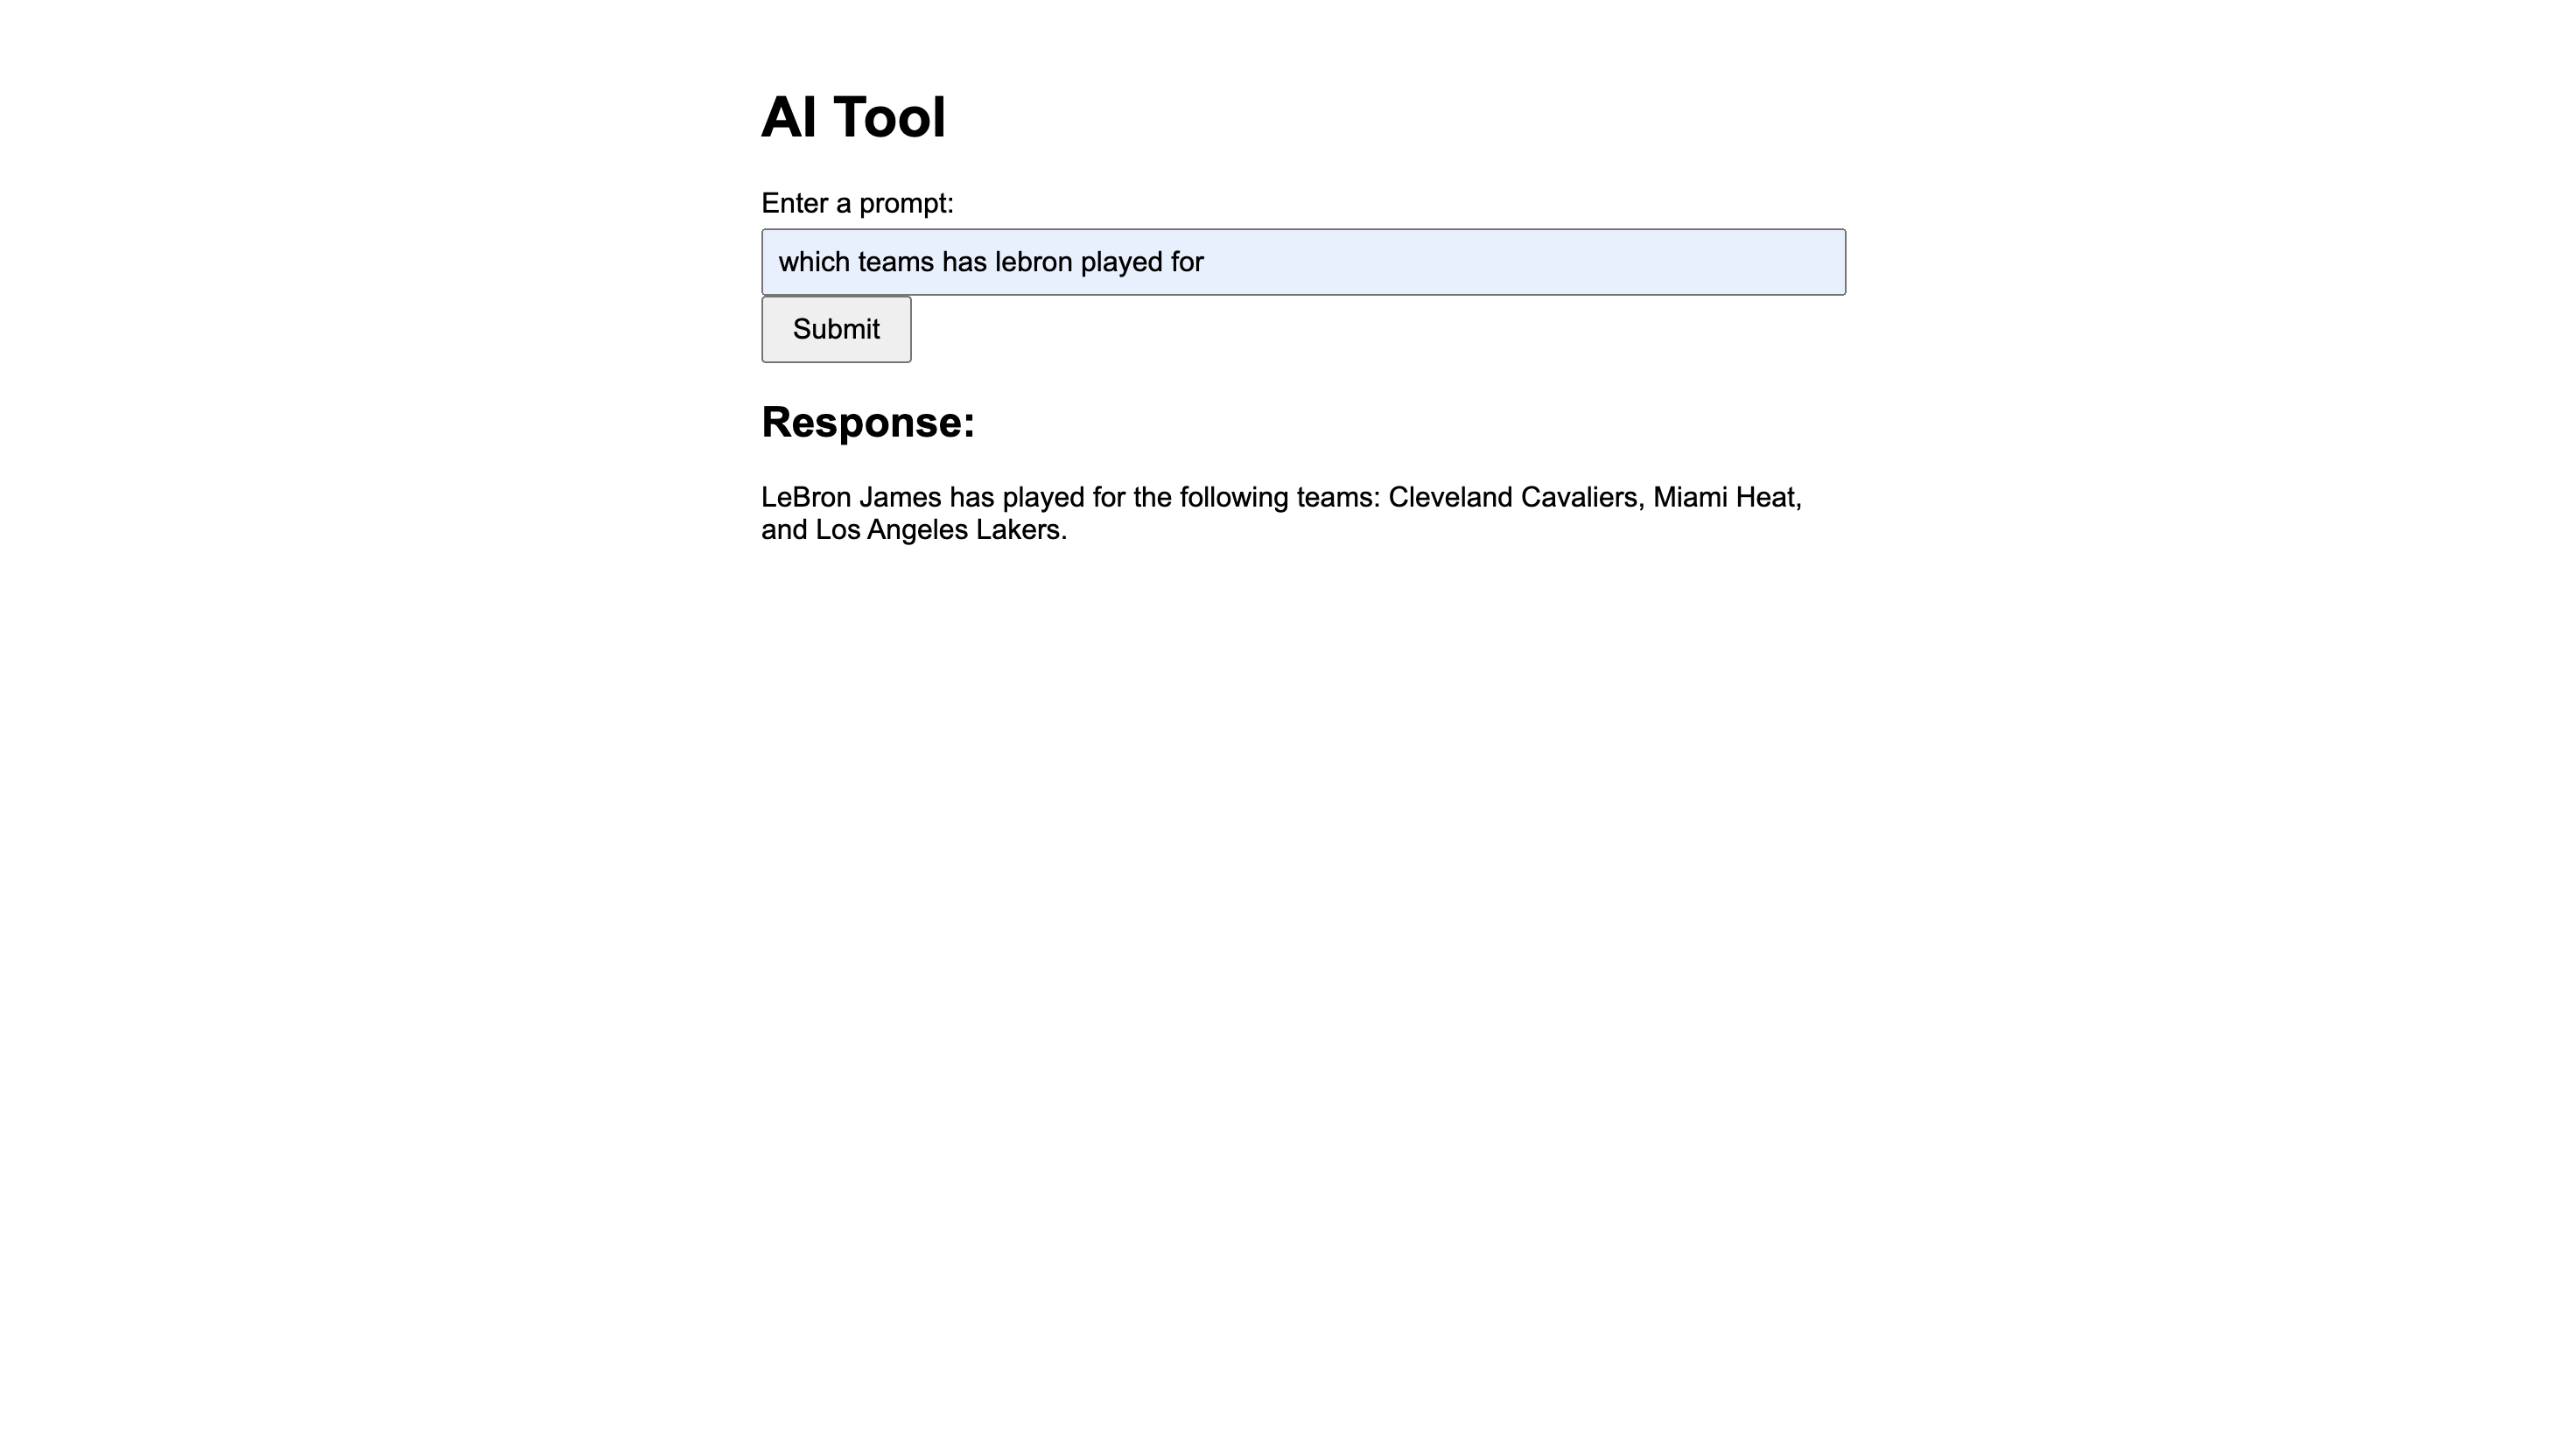 AI Tool
Enter a prompt:
which teams has lebron played for
Submit
Response:
LeBron James has played for the following teams: Cleveland Cavaliers, Miami Heat,
and Los Angeles Lakers.